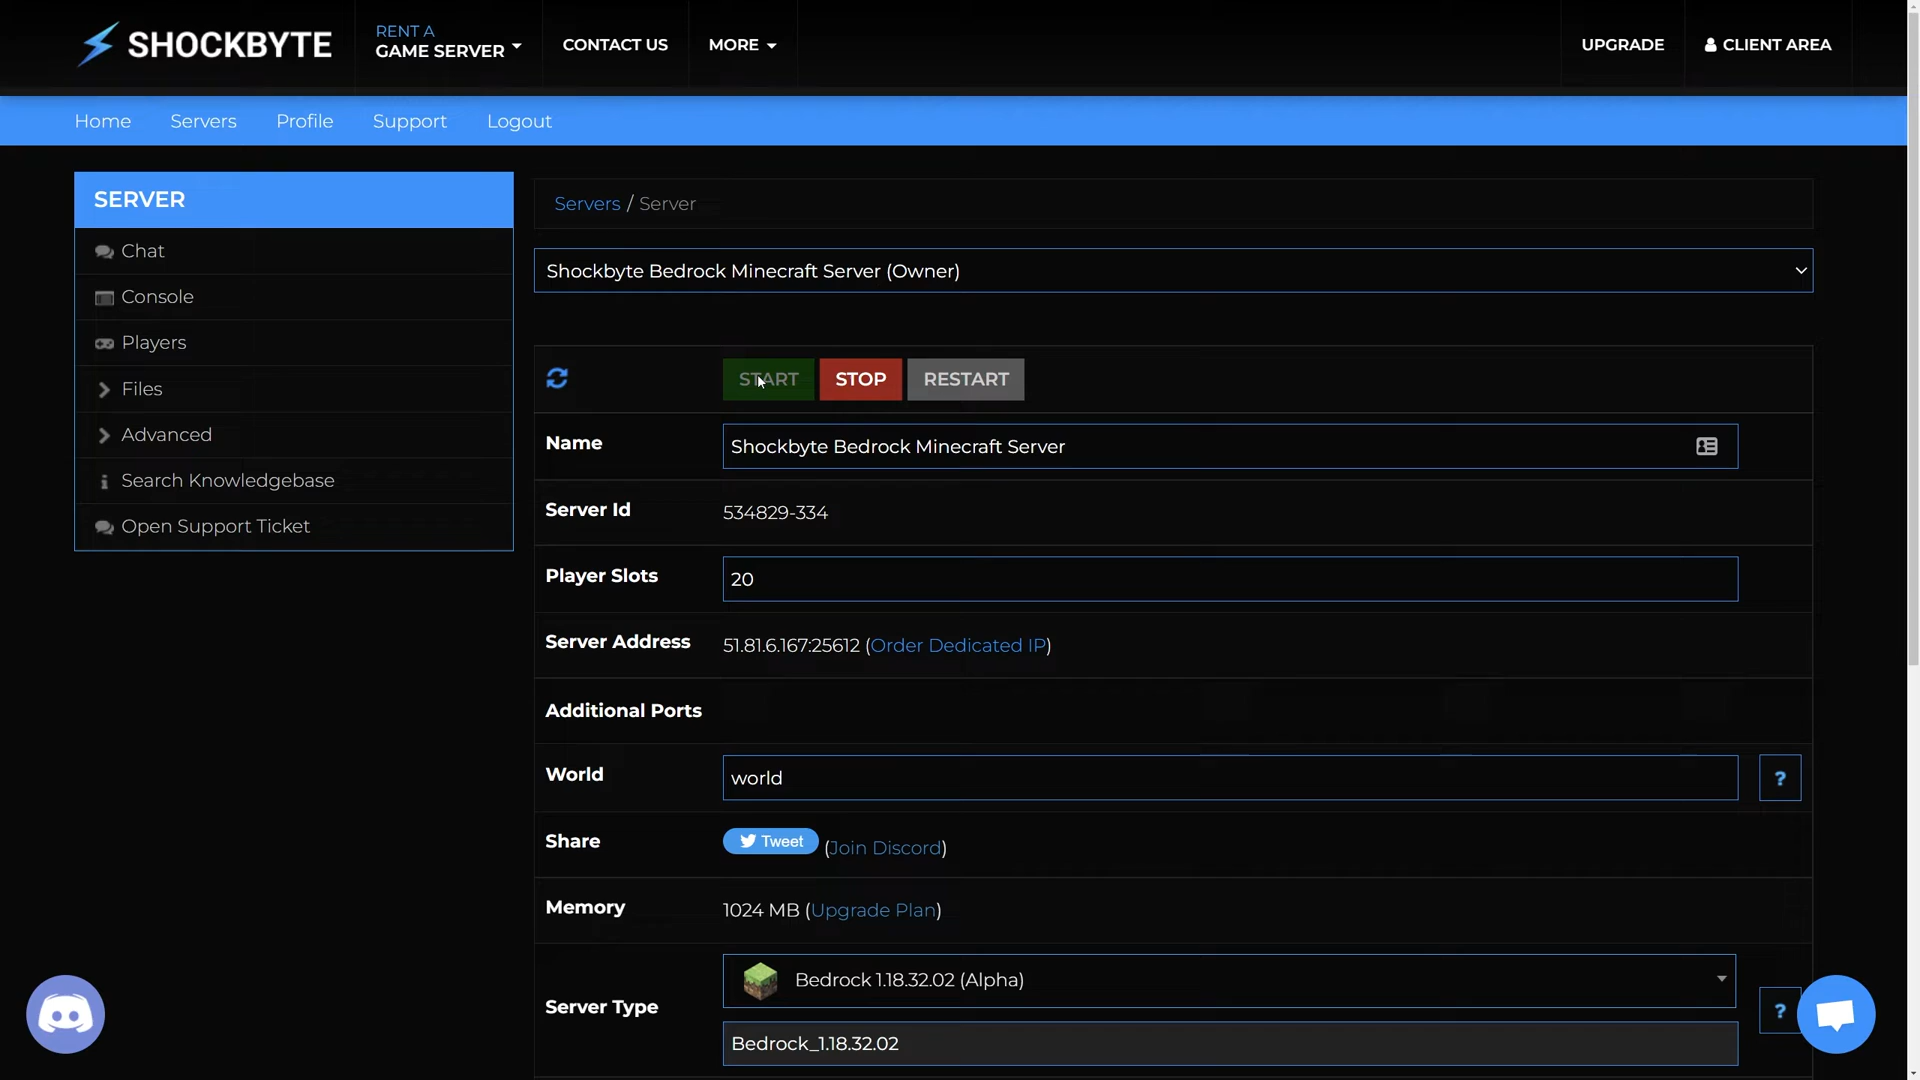 SHOCKBYTE
RENT A
GAME SERVER
CONTACT US
MORE
UPGRADE
CLIENT AREA
Home
Servers
Profile
Support
Logout
SERVER
Chat
Console
Players
Files
Advanced
Search Knowledgebase
Open Support Ticket
Servers / Server
Shockbyte Bedrock Minecraft Server (Owner)
START
STOP
RESTART
Name
Shockbyte Bedrock Minecraft Server
Server Id
534829-334
Player Slots
20
Server Address
51.81.6.167:25612 (Order Dedicated IP)
Additional Ports
World
world
?
Share
Tweet (Join Discord)
Memory
1024 MB (Upgrade Plan)
Server Type
Bedrock 1.18.32.02 (Alpha)
?
Bedrock_1.18.32.02